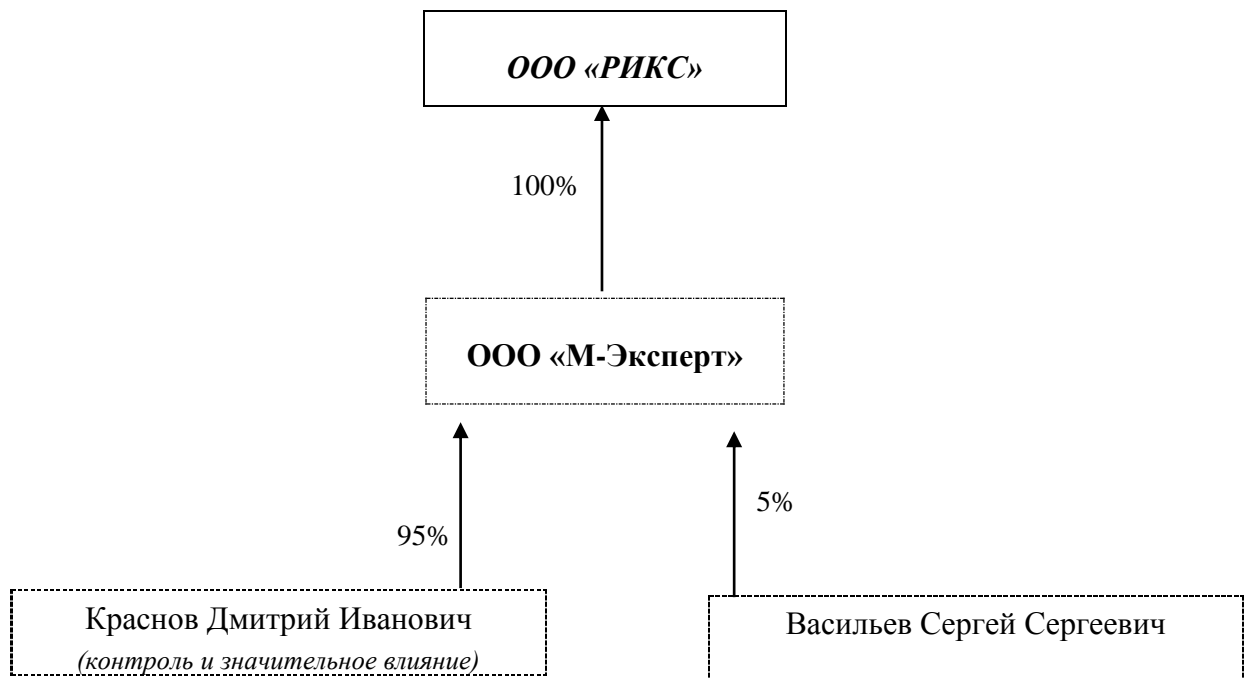 ООО «РИКС»
100%
ООО «М-Эксперт»
95%
5%
Краснов Дмитрий Иванович
(контроль и значительное влияние)
Васильев Сергей Сергеевич